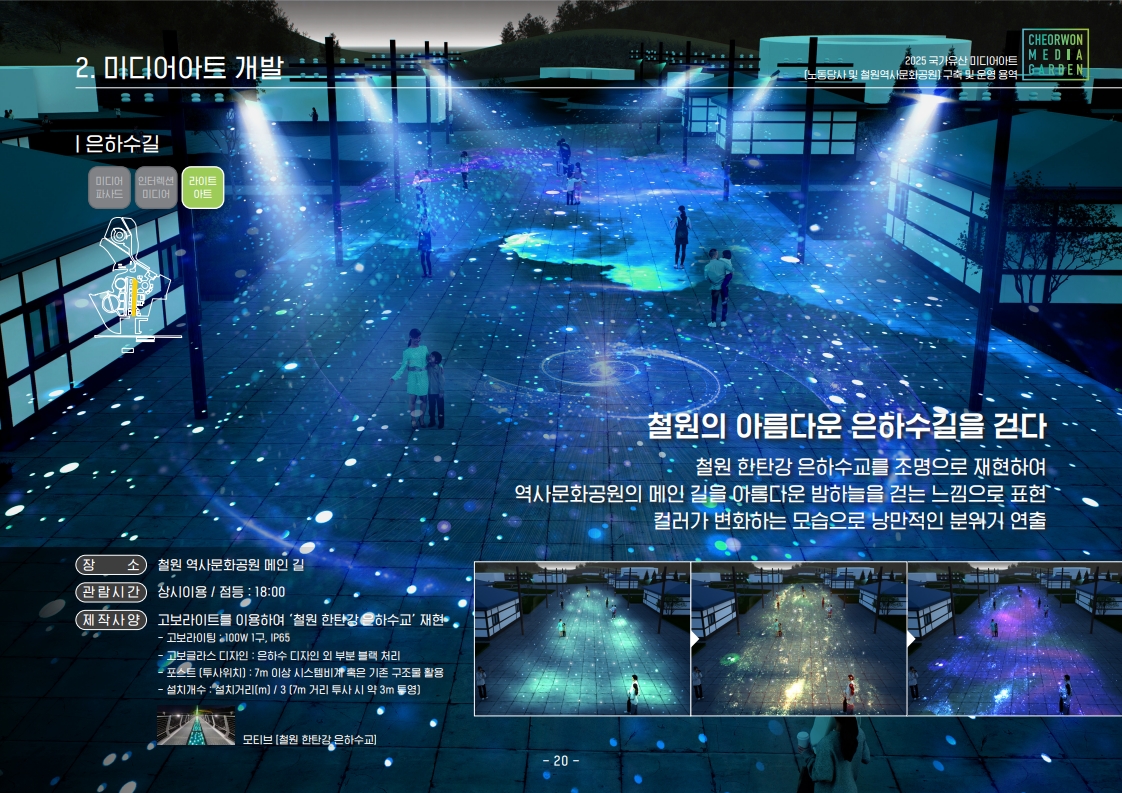 2. 미디어아트 개발
2025 국가유산 미디어아트
(노동당사 및 철원역사문화공원) 구축 및 운영 용역
CHEORWON
MEDIA
GARDEN
| 은하수길
미디어
파사드
인터렉션
미디어
라이트
아트
철원의 아름다운 은하수길을 걷다
철원 한탄강 은하수교를 조명으로 재현하여
역사문화공원의 메인 길을 아름다운 밤하늘을 걷는 느낌으로 표현
컬러가 변화하는 모습으로 낭만적인 분위기 연출
장 소 철원 역사문화공원 메인 길
관람시간 상시이용 / 점등 : 18:00
제작사양 고보라이트를 이용하여 ‘철원 한탄강 은하수교’ 재현
- 고보라이팅 : 100W 1구, IP65
- 고보글라스 디자인 : 은하수 디자인 외 부분 블랙 처리
- 포스트 (투사위치) : 7m 이상 시스템비계 혹은 기존 구조물 활용
- 설치개수 : 설치거리(m) / 3 (7m 거리 투사 시 약 3m 통영)
모티브 [철원 한탄강 은하수교]
- 20 -